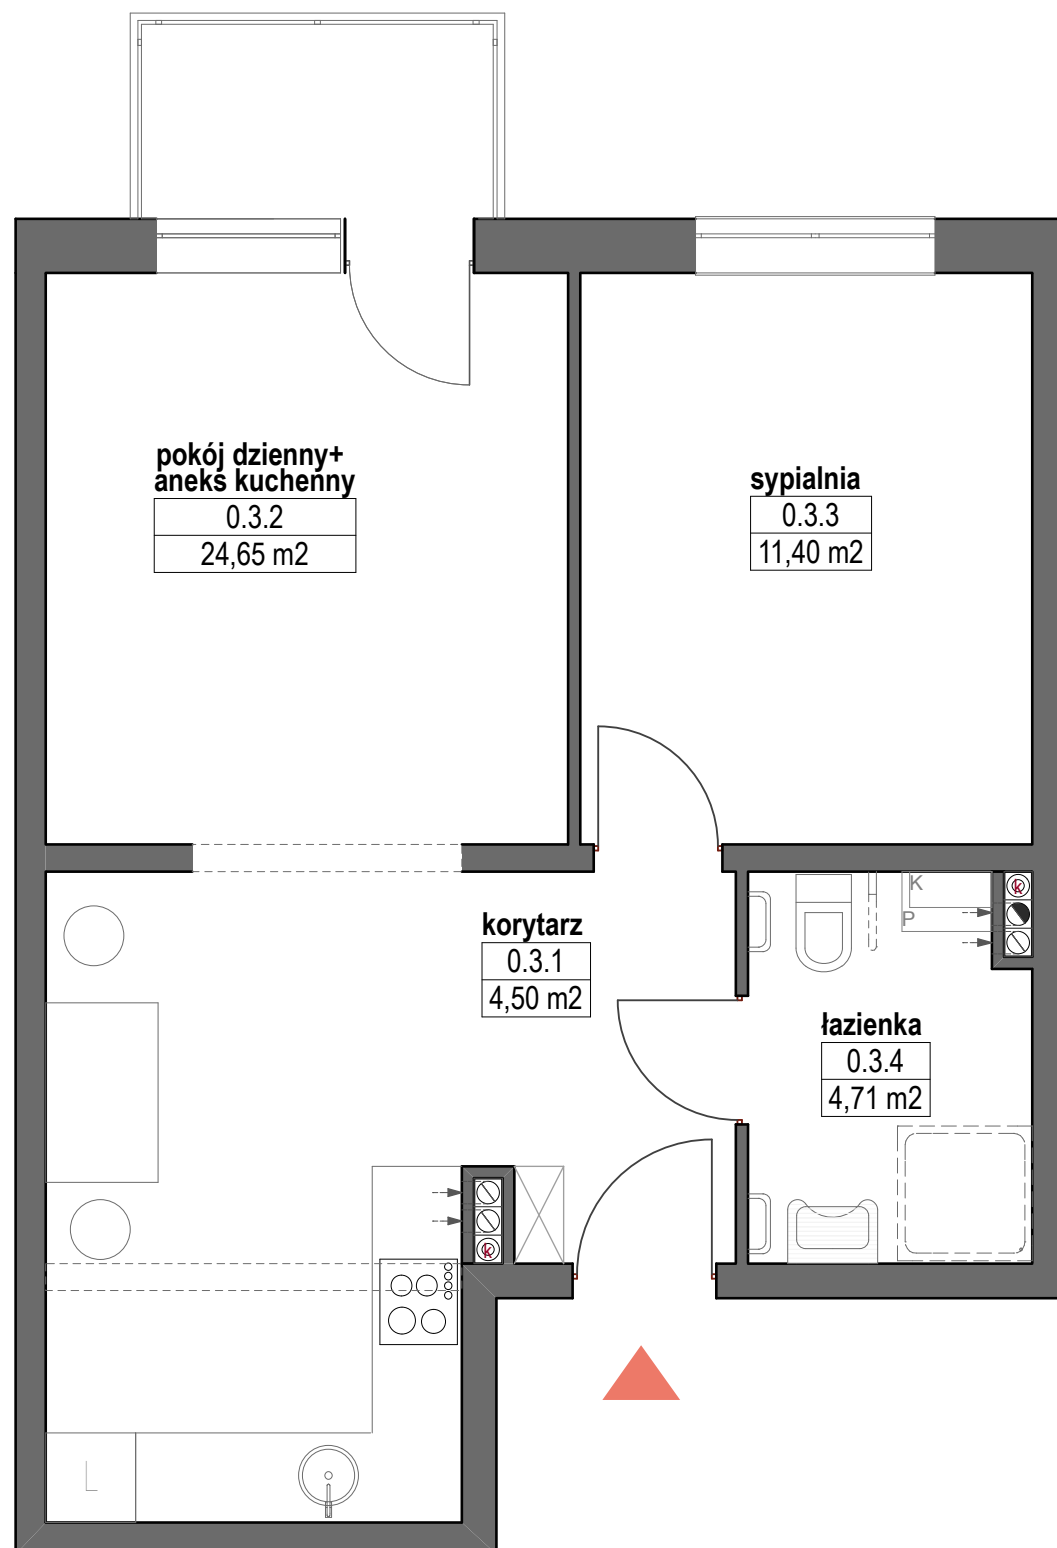 pokój dzienny+
aneks kuchenny
0.3.2
24,65 m2
sypialnia
0.3.3
11,40 m2
korytarz
0.3.1
4,50 m2
K
P
k
łazienka
0.3.4
4,71 m2
k
L